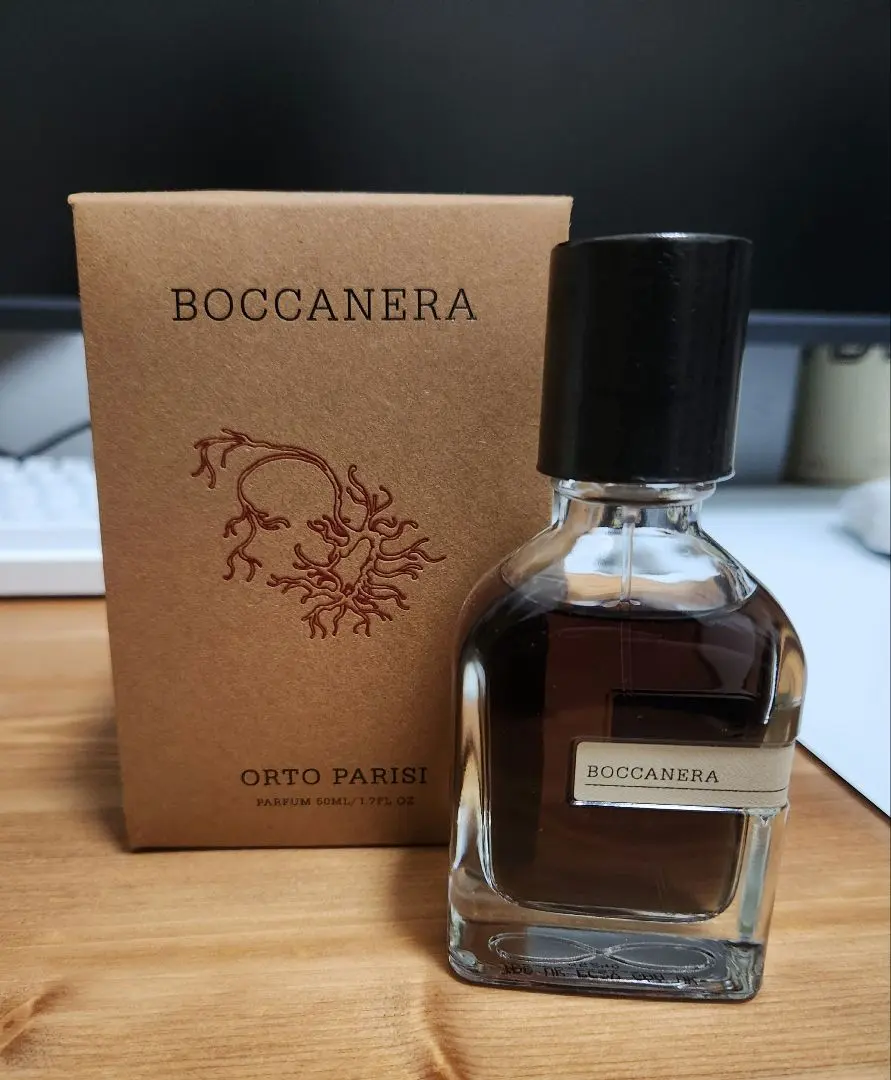 BOCCANERA
ORTO PARISI
PARFUM 50ML/1.7FL OZ
BOCCANERA